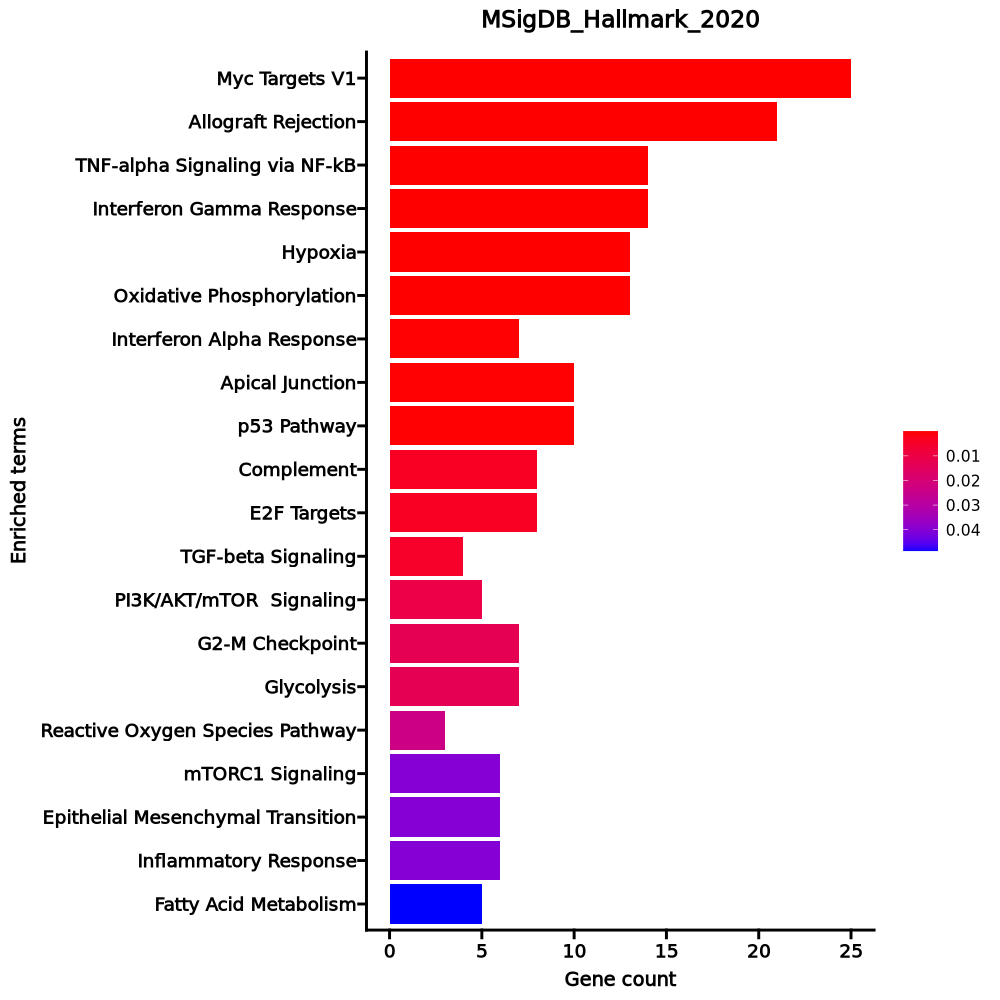 MSigDB_Hallmark_2020
Myc Targets V1
Allograft Rejection
TNF-alpha Signaling via NF-kB
Interferon Gamma Response
Hypoxia
Oxidative Phosphorylation
Interferon Alpha Response
Apical Junction
p53 Pathway
Complement
E2F Targets
TGF-beta Signaling
PI3K/AKT/mTOR  Signaling
G2-M Checkpoint
Glycolysis
Reactive Oxygen Species Pathway
mTORC1 Signaling
Epithelial Mesenchymal Transition
Inflammatory Response
Fatty Acid Metabolism
Enriched terms
0 5 10 15 20 25
Gene count
0.01
0.02
0.03
0.04